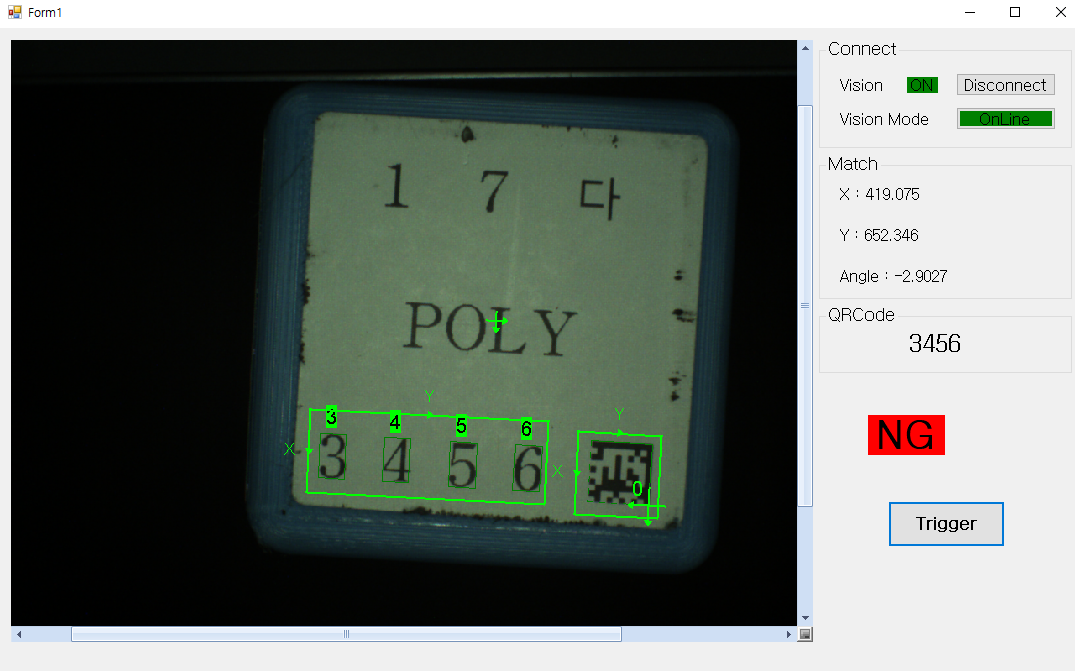 Form1
1 7 다
POLY
Y
3 4 5 6
X
3 4 5 6
Y
X
0
Connect
Vision ON Disconnect
Vision Mode OnLine
Match
X : 419.075
Y : 652.346
Angle : -2.9027
QRCode
3456
NG
Trigger